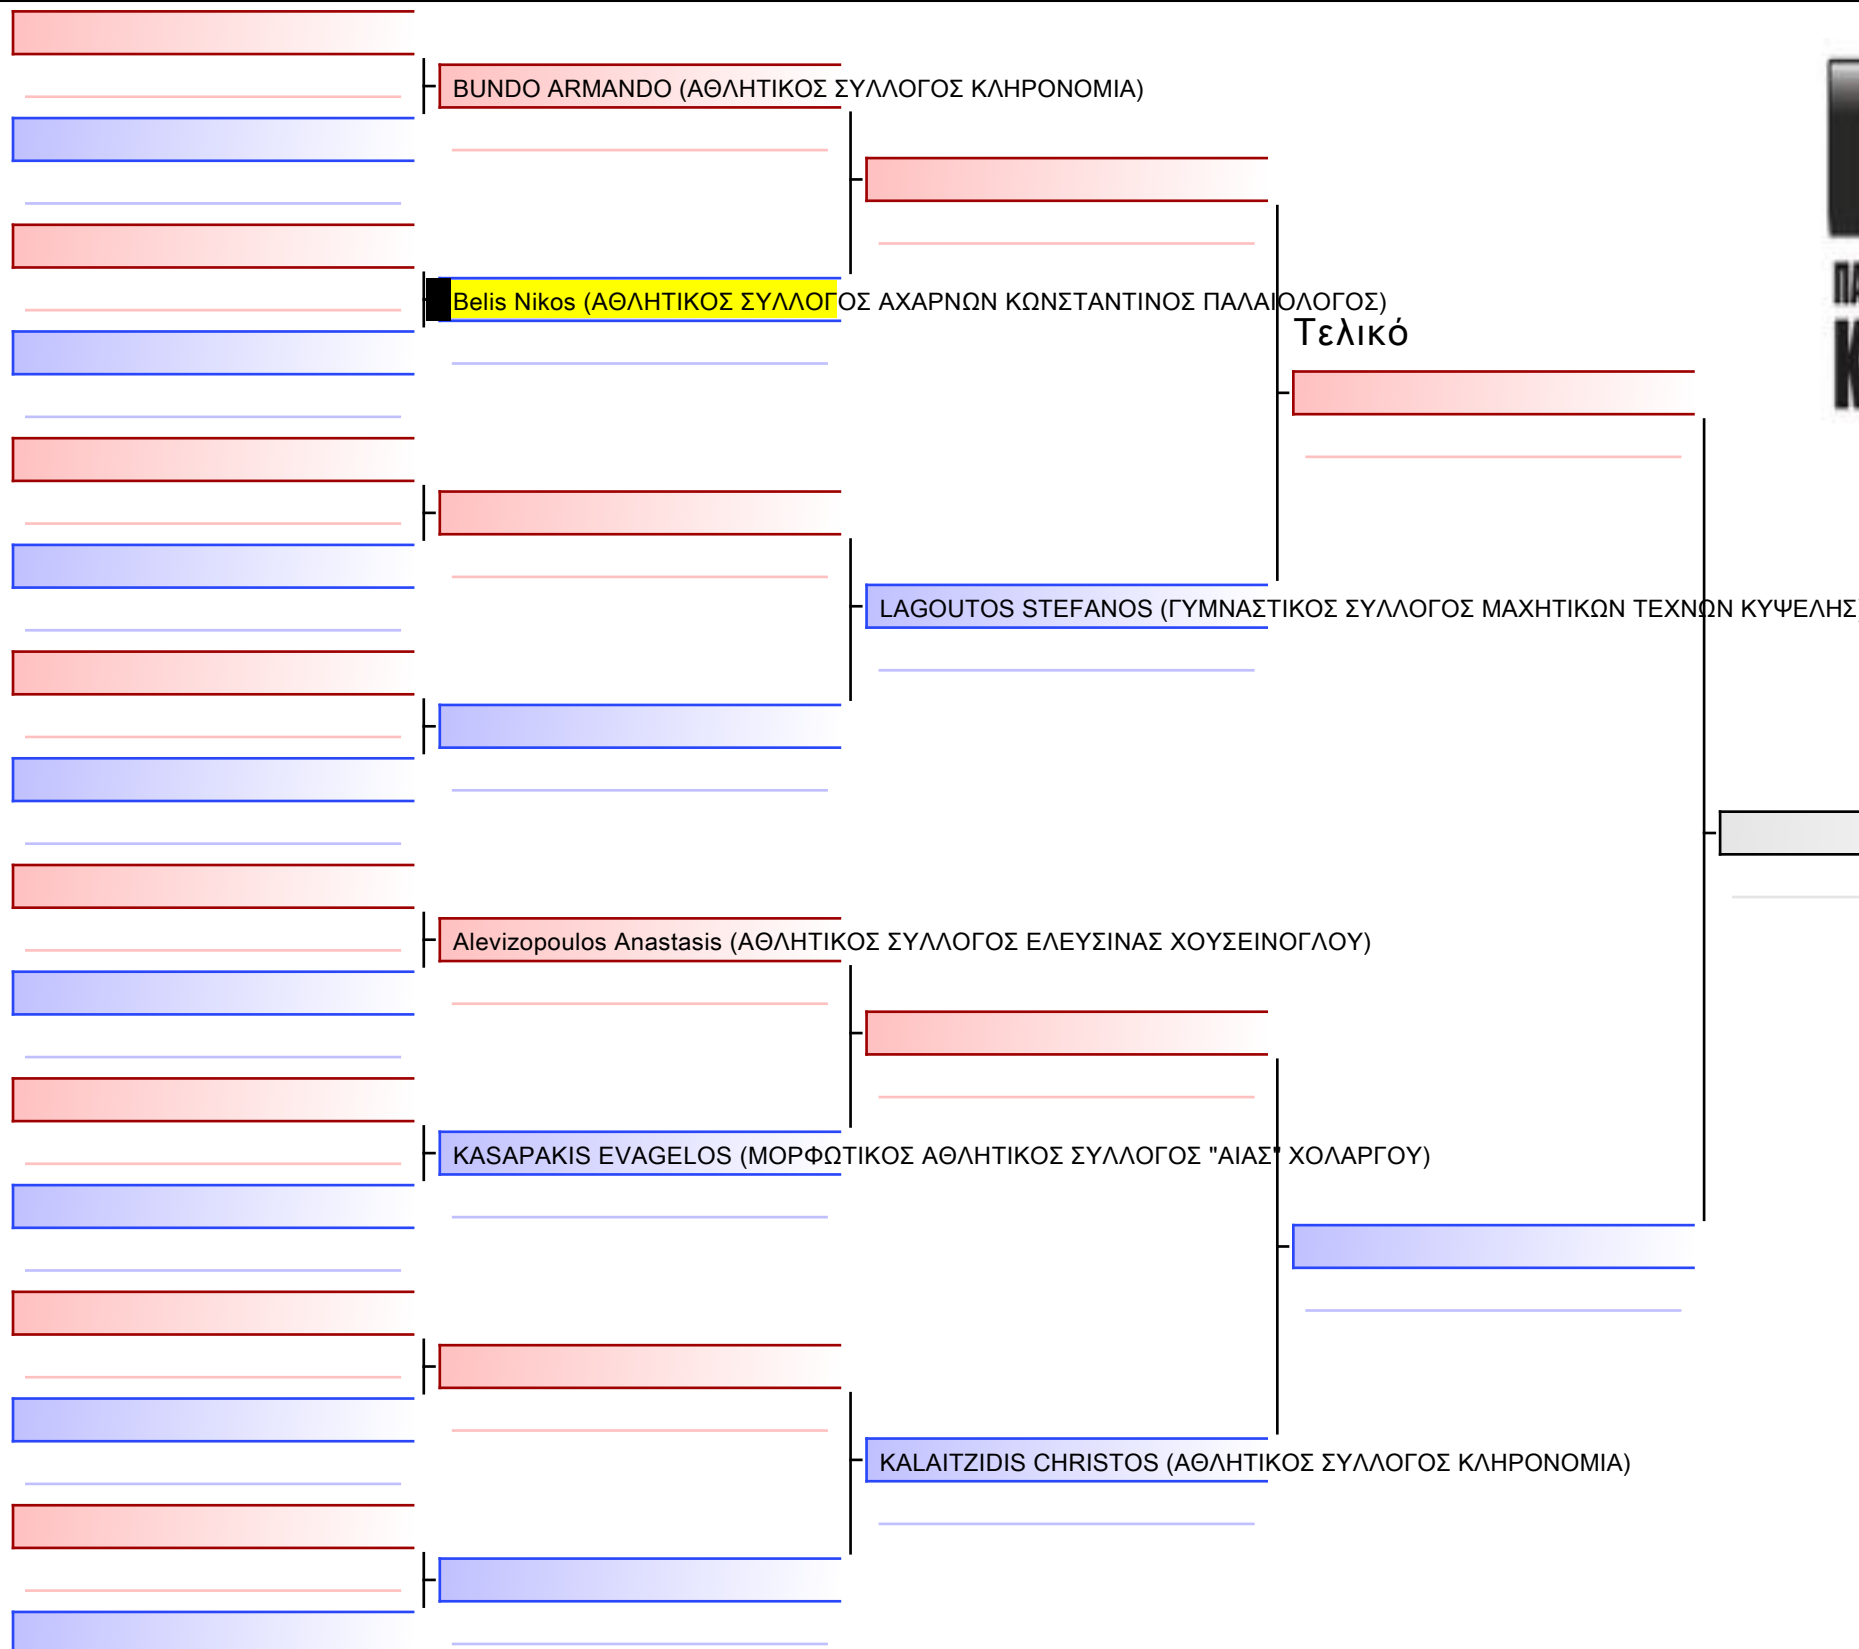 BUNDO ARMANDO (ΑΘΛΗΤΙΚΟΣ ΣΥΛΛΟΓΟΣ ΚΛΗΡΟΝΟΜΙΑ)
Belis Nikos (ΑΘΛΗΤΙΚΟΣ ΣΥΛΛΟΓΟΣ ΑΧΑΡΝΩΝ ΚΩΝΣΤΑΝΤΙΝΟΣ ΠΑΛΑΙΟΛΟΓΟΣ)
Τελικό
LAGOUTOS STEFANOS (ΓΥΜΝΑΣΤΙΚΟΣ ΣΥΛΛΟΓΟΣ ΜΑΧΗΤΙΚΩΝ ΤΕΧΝΩΝ ΚΥΨΕΛΗΣ)
Alevizopoulos Anastasis (ΑΘΛΗΤΙΚΟΣ ΣΥΛΛΟΓΟΣ ΕΛΕΥΣΙΝΑΣ ΧΟΥΣΕΙΝΟΓΛΟΥ)
KASAPAKIS EVAGELOS (ΜΟΡΦΩΤΙΚΟΣ ΑΘΛΗΤΙΚΟΣ ΣΥΛΛΟΓΟΣ "ΑΙΑΣ" ΧΟΛΑΡΓΟΥ)
KALAITZIDIS CHRISTOS (ΑΘΛΗΤΙΚΟΣ ΣΥΛΛΟΓΟΣ ΚΛΗΡΟΝΟΜΙΑ)